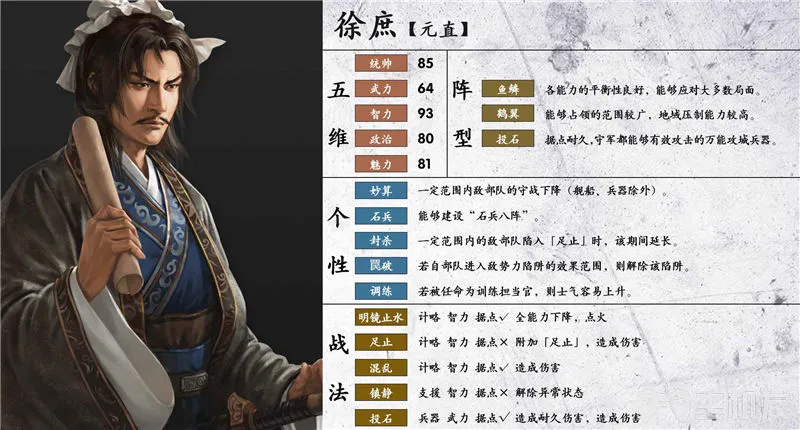 徐庶【元直】
五维
统帅 85
武力 64
智力 93
政治 80
魅力 81
阵型
鱼鳞 各能力的平衡性良好，能够应对大多数局面。
鹤翼 能够占领的范围较广，地域压制能力较高。
投石 据点耐久,守军都能够有效攻击的万能攻城兵器。
个性
妙算 一定范围内敌部队的守战下降（舰船、兵器除外）。
石兵 能够建设“石兵八阵”。
封杀 一定范围内的敌部队陷入「足止」时，该期间延长。
罠破 若自部队进入敌势力陷阱的效果范围，则解除该陷阱。
调练 若被任命为训练担当官，则士气容易上升。
战法
明镜止水 计略 智力 据点✓ 全能力下降，点火
足止 计略 智力 据点× 附加「足止」，造成伤害
混乱 计略 智力 据点✓ 造成伤害
镇静 支援 智力 据点× 解除异常状态
投石 兵器 武力 据点✓ 造成耐久伤害，造成伤害